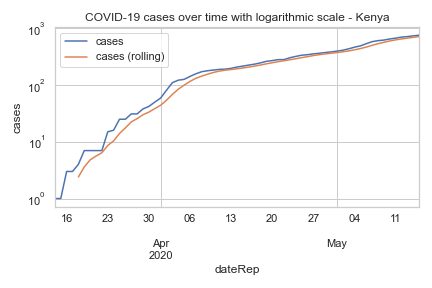 COVID-19 cases over time with logarithmic scale - Kenya
cases
cases (rolling)
10³
10²
10¹
10⁰
cases
16 23 30 06 13 20 27 04 11
Apr May
2020
dateRep